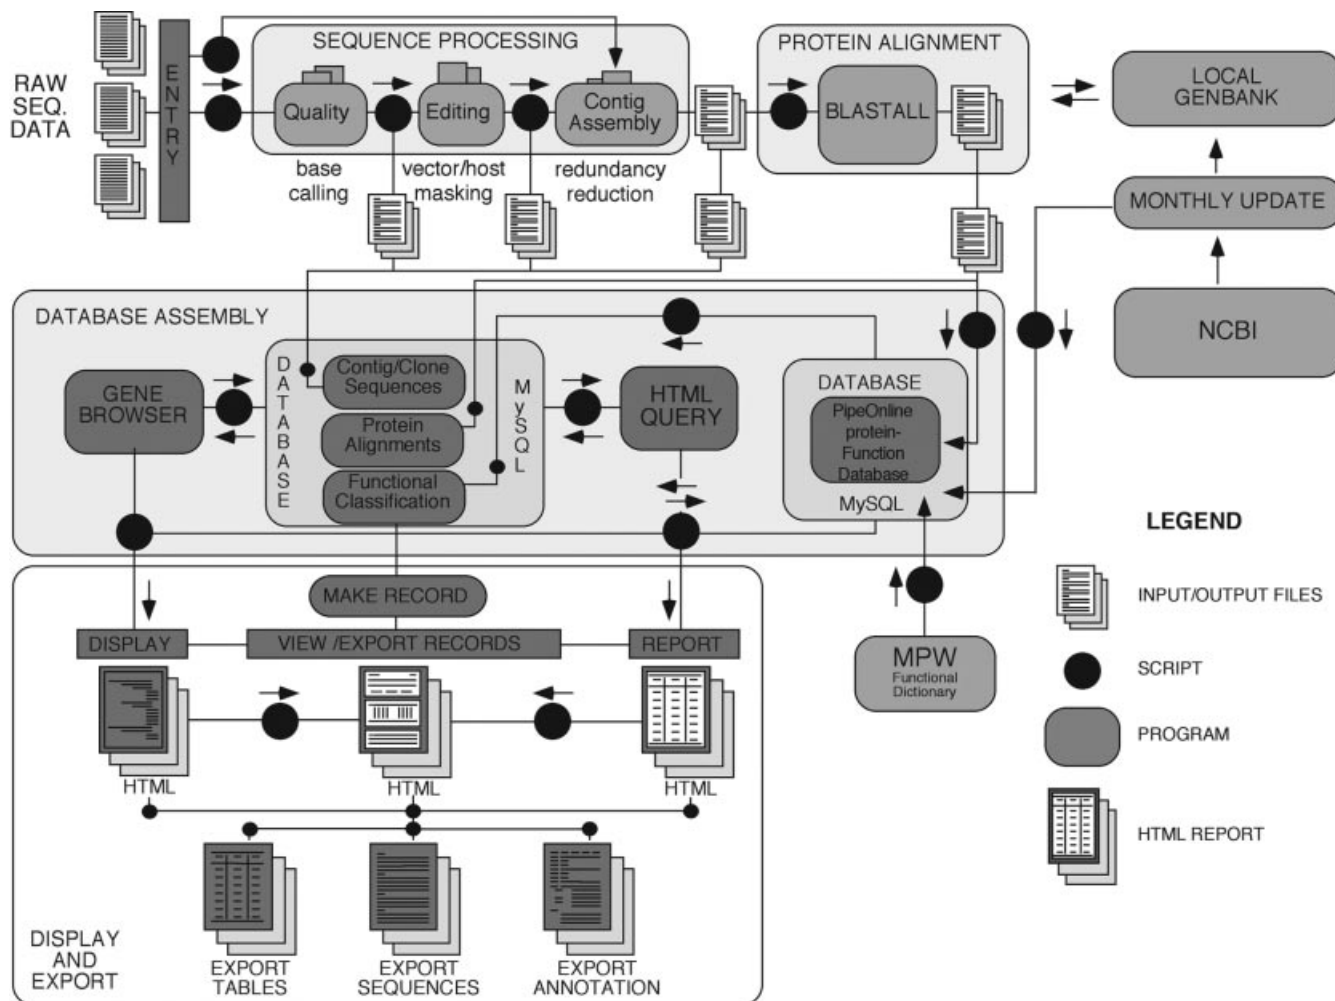 RAW
SEQ.
DATA
ENTRY
SEQUENCE PROCESSING
Quality
Editing
Contig
Assembly
base
calling
vector/host
masking
redundancy
reduction
PROTEIN ALIGNMENT
BLASTALL
LOCAL
GENBANK
MONTHLY UPDATE
NCBI
DATABASE ASSEMBLY
GENE
BROWSER
DATABASE
Contig/Clone
Sequences
Protein
Alignments
Functional
Classification
MySQL
HTML
QUERY
DATABASE
PipeOnline
protein-
Function
Database
MySQL
MPW
Functional
Dictionary
MAKE RECORD
DISPLAY
VIEW /EXPORT RECORDS
REPORT
HTML
HTML
HTML
EXPORT
TABLES
EXPORT
SEQUENCES
EXPORT
ANNOTATION
DISPLAY
AND
EXPORT
LEGEND
INPUT/OUTPUT FILES
SCRIPT
PROGRAM
HTML REPORT